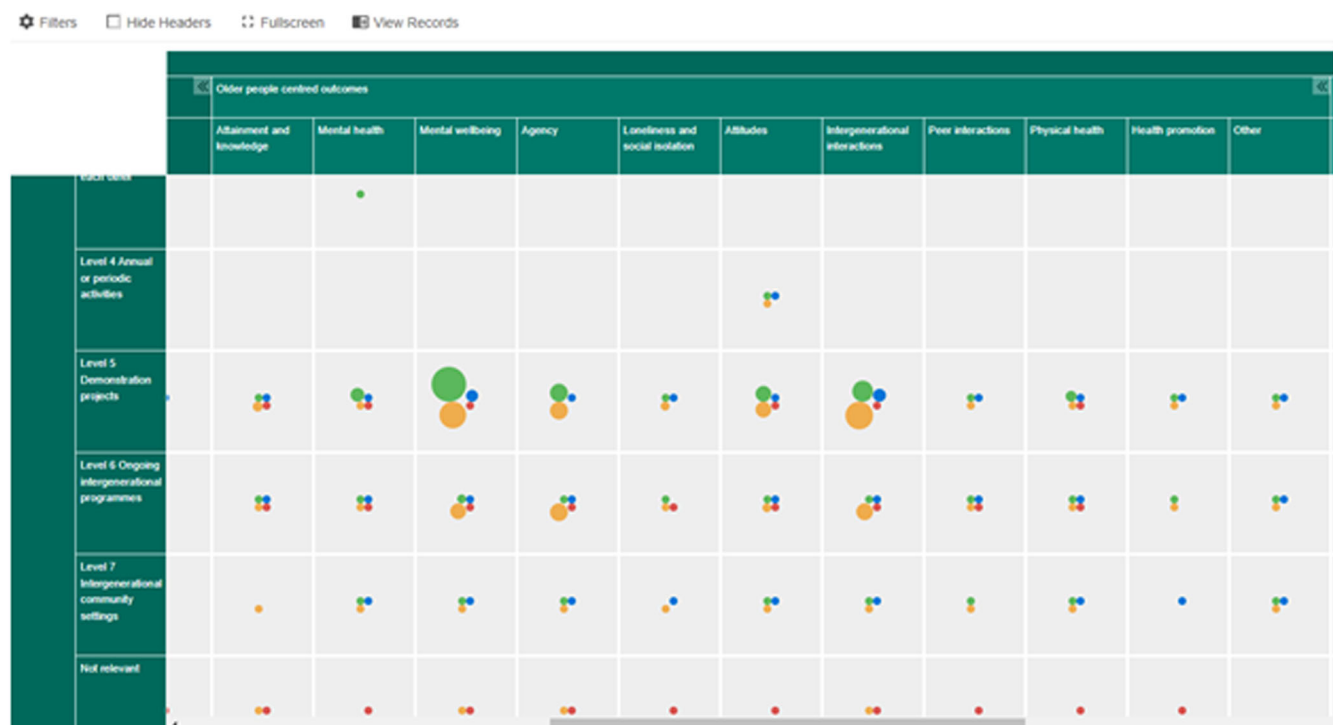 Filters Hide Headers Fullscreen View Records
Older people centred outcomes
Attainment and
knowledge
Mental health
Mental wellbeing
Agency
Loneliness and
social isolation
Attitudes
Intergenerational
interactions
Peer interactions
Physical health
Health promotion
Other
each other
Level 4 Annual
or periodic
activities
Level 5
Demonstration
projects
Level 6 Ongoing
intergenerational
programmes
Level 7
Intergenerational
community
settings
Not relevant